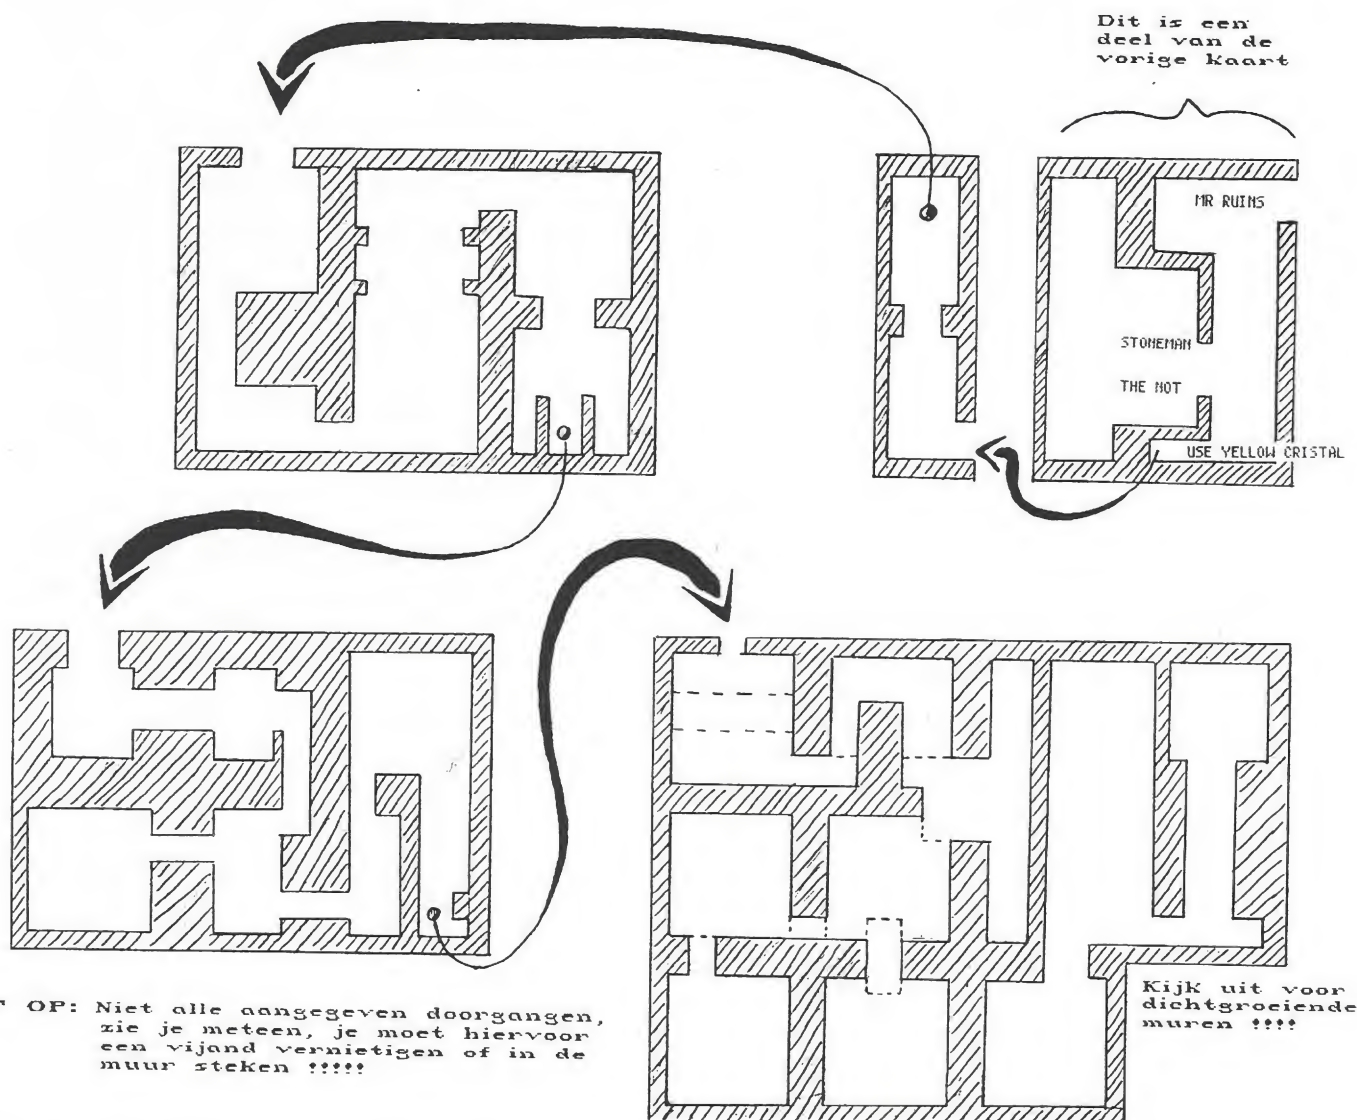 Dit is een
deel van de
vorige kaart
MR RUINS
STONEMAN
THE HOT
USE YELLOW CRISTAL
T OP: Niet alle aangegeven doorgangen,
zie je meteen, je moet hiervoor
een vijand vernietigen of in de
muur steken !!!!!
Kijk uit voor
dichtgroeiende
muren !!!!